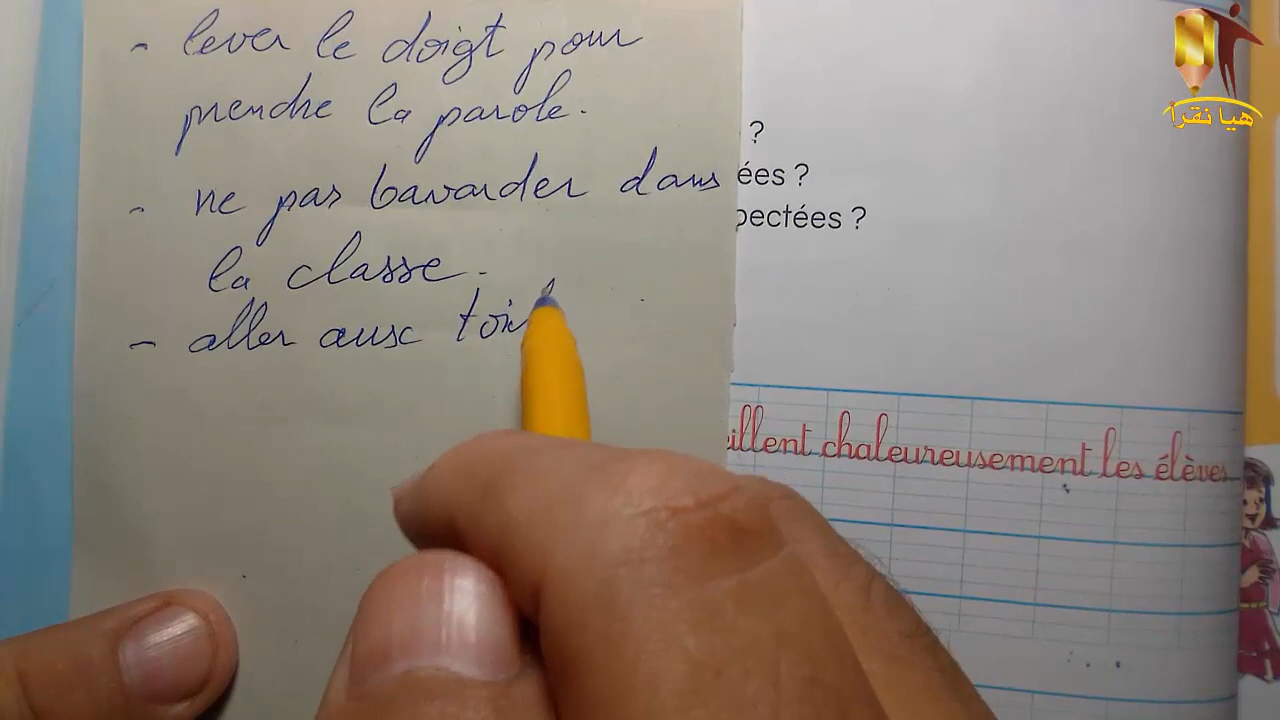 - lever le doigt pour
prendre la parole.
- ne pas bavarder dans
la classe.
- aller aux toi
?
ées ?
pectées ?
illent chaleureusement les élèves
هيا نقرأ